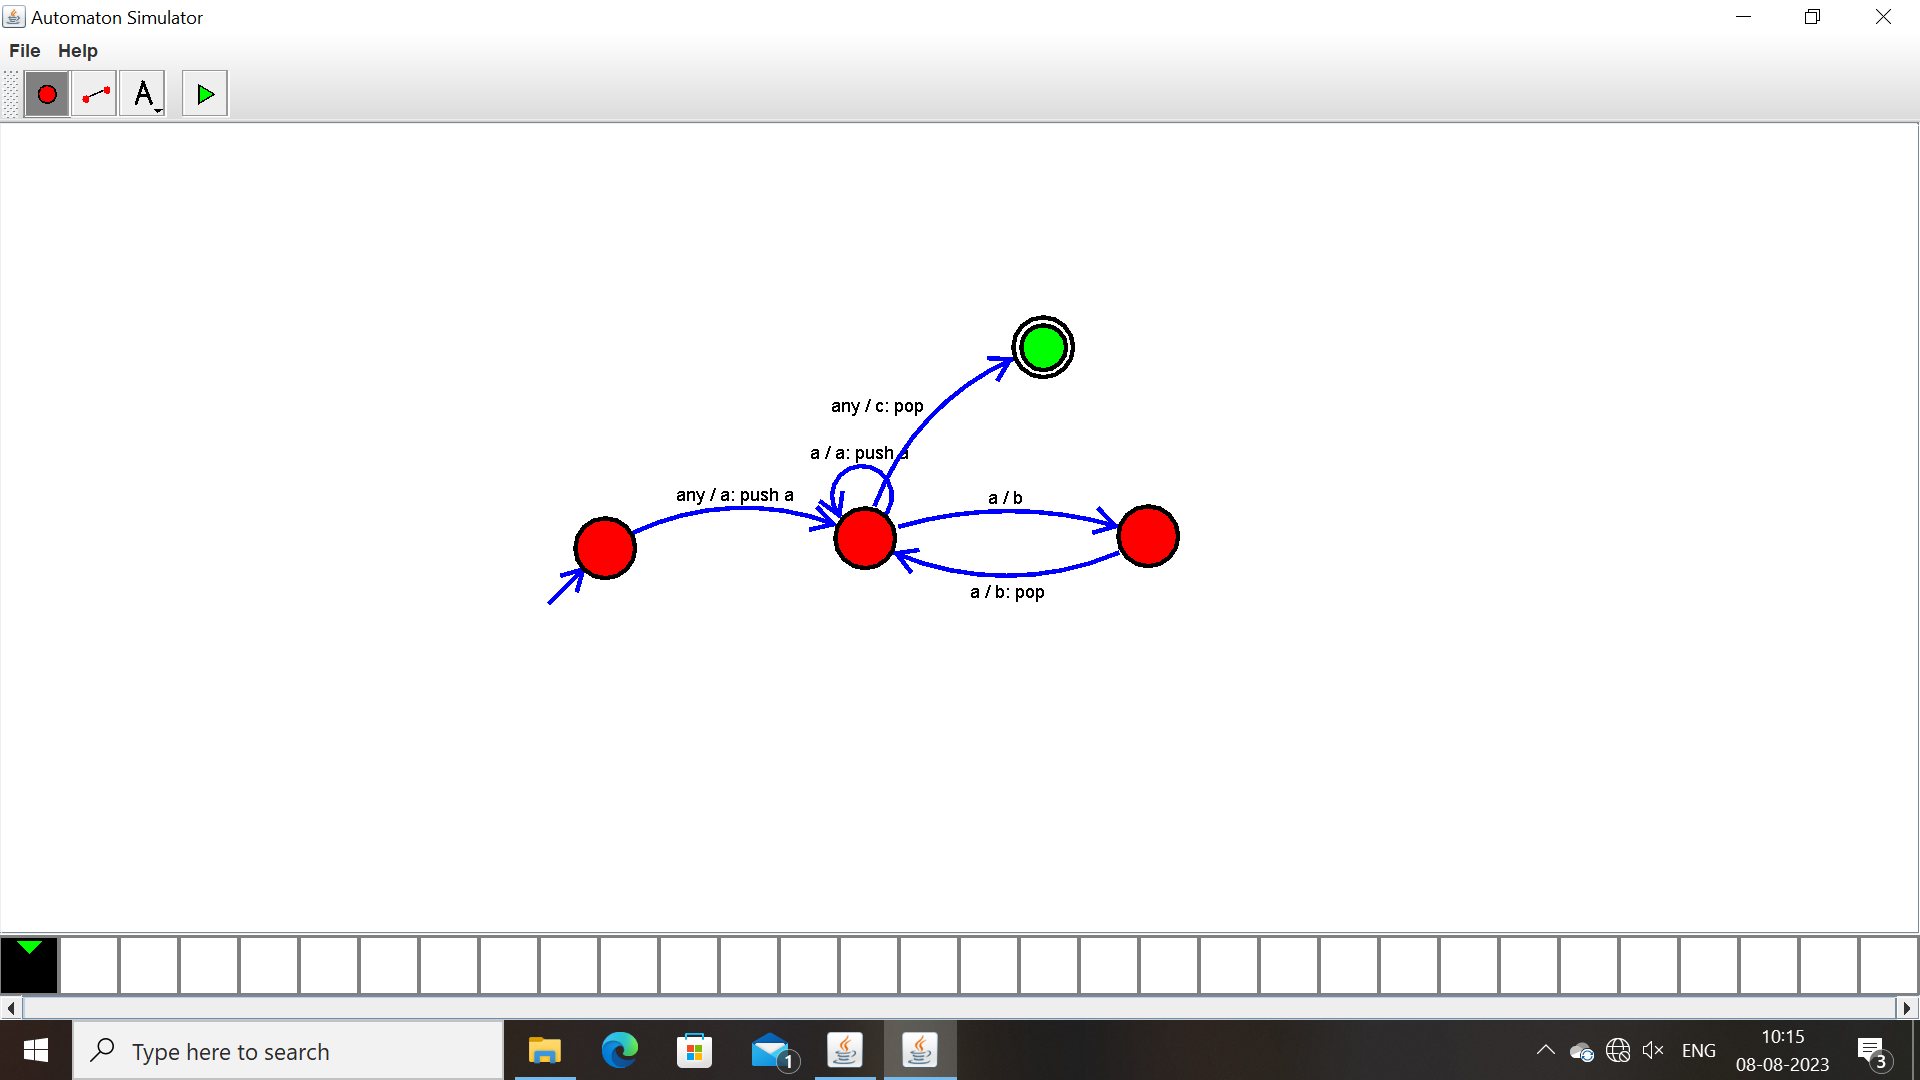 Automaton Simulator
File Help
A
any / c: pop
a / a: push a
any / a: push a
a / b
a / b: pop
Type here to search
1
ENG
10:15
08-08-2023
3